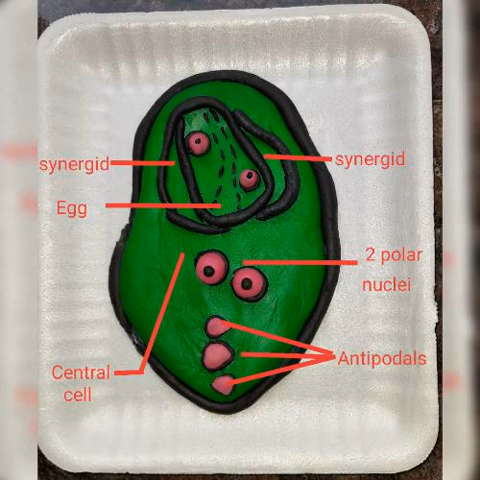 synergid
synergid
Egg
2 polar
nuclei
Central
cell
Antipodals